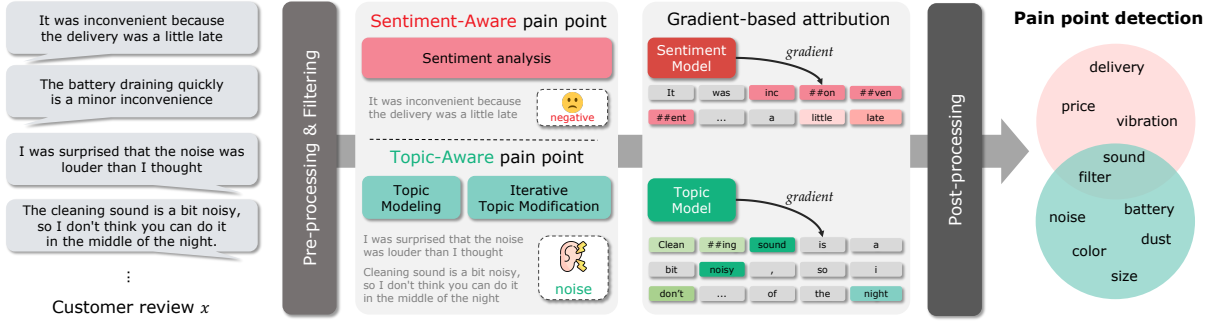 It was inconvenient because
the delivery was a little late
The battery draining quickly
is a minor inconvenience
I was surprised that the noise was
louder than I thought
The cleaning sound is a bit noisy,
so I don't think you can do it
in the middle of the night.
⋮
Customer review x
Pre-processing & Filtering
Sentiment-Aware pain point
Sentiment analysis
It was inconvenient because
the delivery was a little late
negative
Topic-Aware pain point
Topic
Modeling
Iterative
Topic Modification
I was surprised that the noise
was louder than I thought
Cleaning sound is a bit noisy,
so I don't think you can do it
in the middle of the night
noise
Gradient-based attribution
Sentiment
Model
gradient
It was inc ##on ##ven
##ent ... a little late
Topic
Model
gradient
Clean ##ing sound is a
bit noisy , so i
don't ... of the night
Post-processing
Pain point detection
delivery
price
vibration
sound
filter
noise
battery
color
dust
size